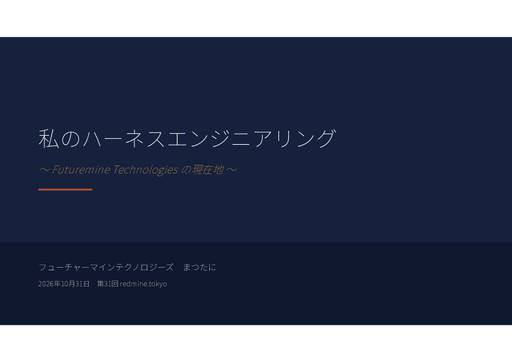 私のハーネスエンジニアリング
～ Futuremine Technologies の現在地 ～
フューチャーマインテクノロジーズ　まつたに
2026年10月31日　第31回 redmine.tokyo